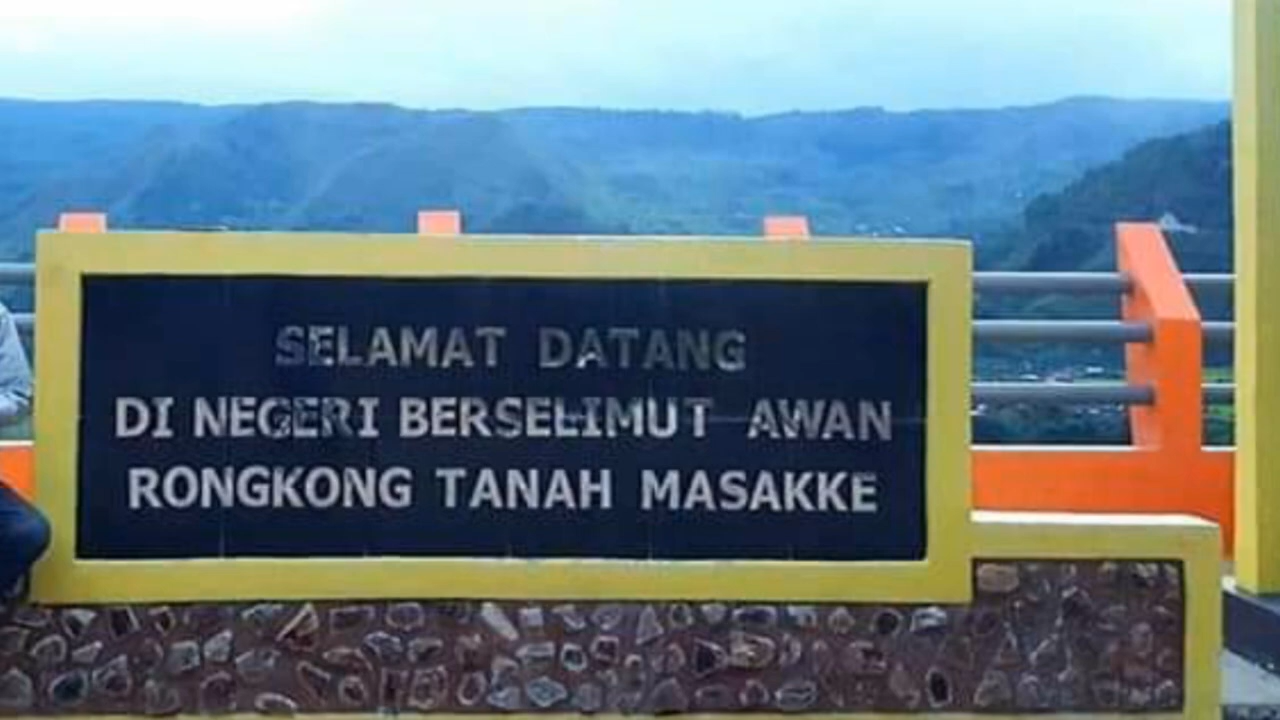 SELAMAT DATANG
DI NEGERI BERSELIMUT AWAN
RONGKONG TANAH MASAKKE